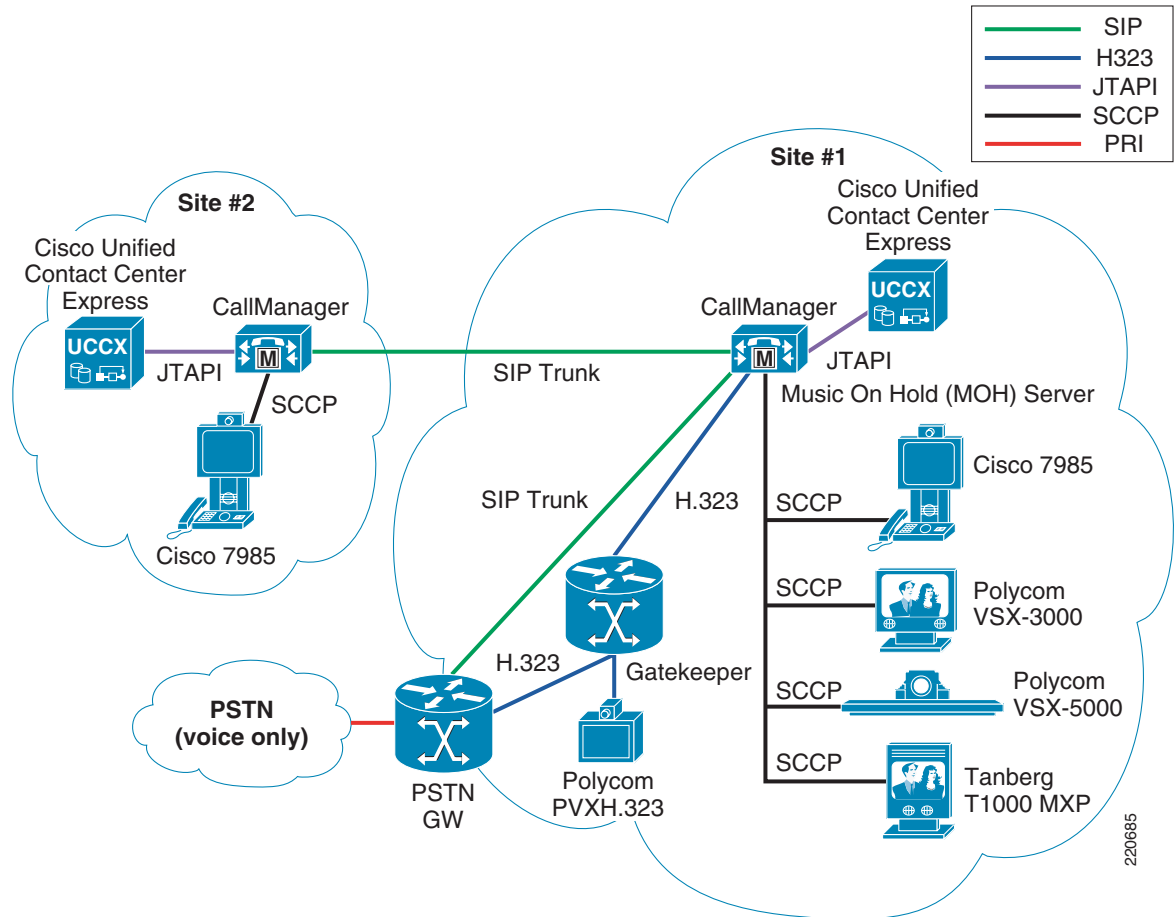 SIP
H323
JTAPI
SCCP
PRI
Site #1
Cisco Unified
Contact Center
Express
UCCX
CallManager
M
JTAPI
Music On Hold (MOH) Server
Site #2
Cisco Unified
Contact Center
Express
CallManager
UCCX
M
JTAPI
SCCP
Cisco 7985
SIP Trunk
SIP Trunk
H.323
SCCP
Cisco 7985
SCCP
Polycom
VSX-3000
SCCP
Polycom
VSX-5000
SCCP
Tanberg
T1000 MXP
H.323
Gatekeeper
Polycom
PVXH.323
PSTN
(voice only)
PSTN
GW
220685